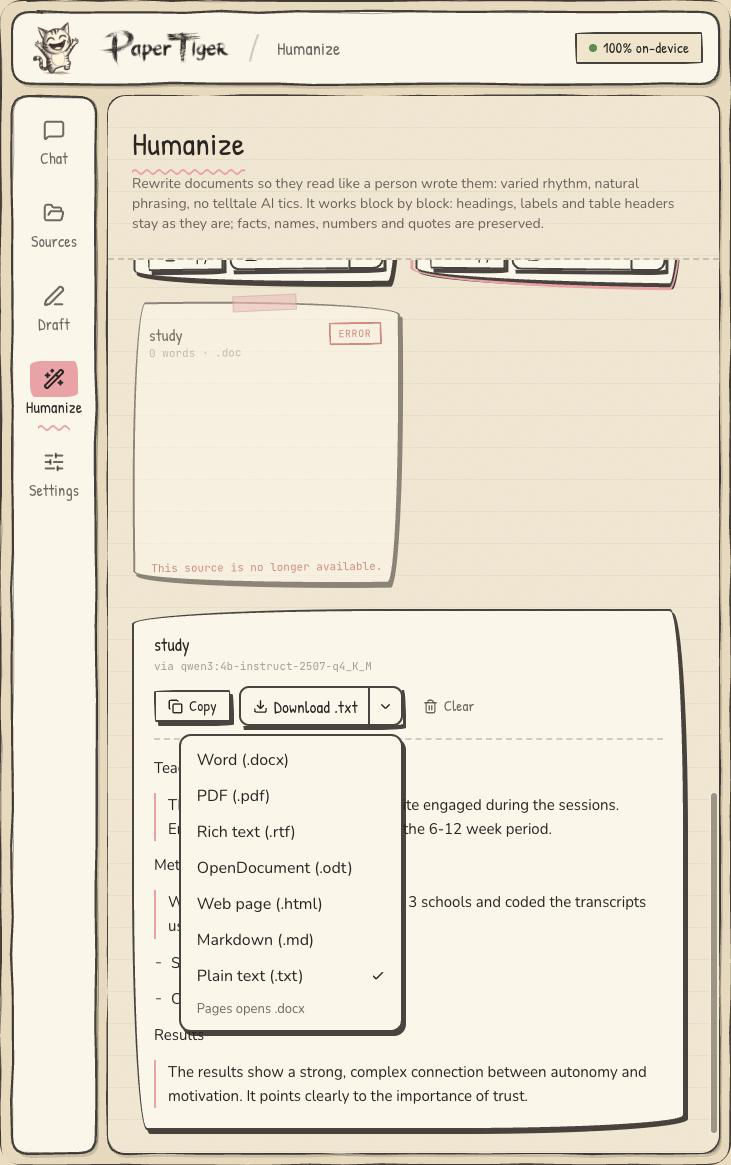 Paper Tiger
Humanize
100% on-device
Chat
Sources
Draft
Humanize
Settings
Humanize
Rewrite documents so they read like a person wrote them: varied rhythm, natural
phrasing, no telltale AI tics. It works block by block: headings, labels and table headers
stay as they are; facts, names, numbers and quotes are preserved.
study
ERROR
0 words · .doc
This source is no longer available.
study
via qwen3:4b-instruct-2507-q4_K_M
Copy
Download .txt
Clear
Word (.docx)
PDF (.pdf)
Rich text (.rtf)
OpenDocument (.odt)
Web page (.html)
Markdown (.md)
Plain text (.txt)
Pages opens .docx
engaged during the sessions.
the 6-12 week period.
3 schools and coded the transcripts
Results
The results show a strong, complex connection between autonomy and
motivation. It points clearly to the importance of trust.